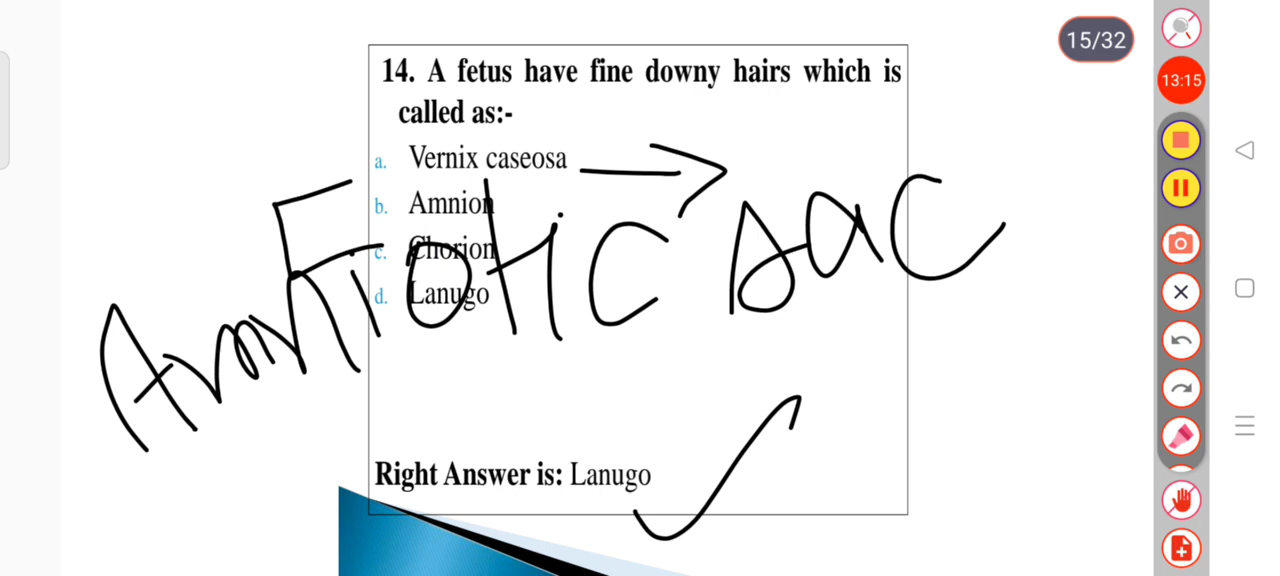 15/32
13:15
14. A fetus have fine downy hairs which is
called as:-
a. Vernix caseosa
b. Amnion
c. Chorion
d. Lanugo
Amniotic sac
Right Answer is: Lanugo